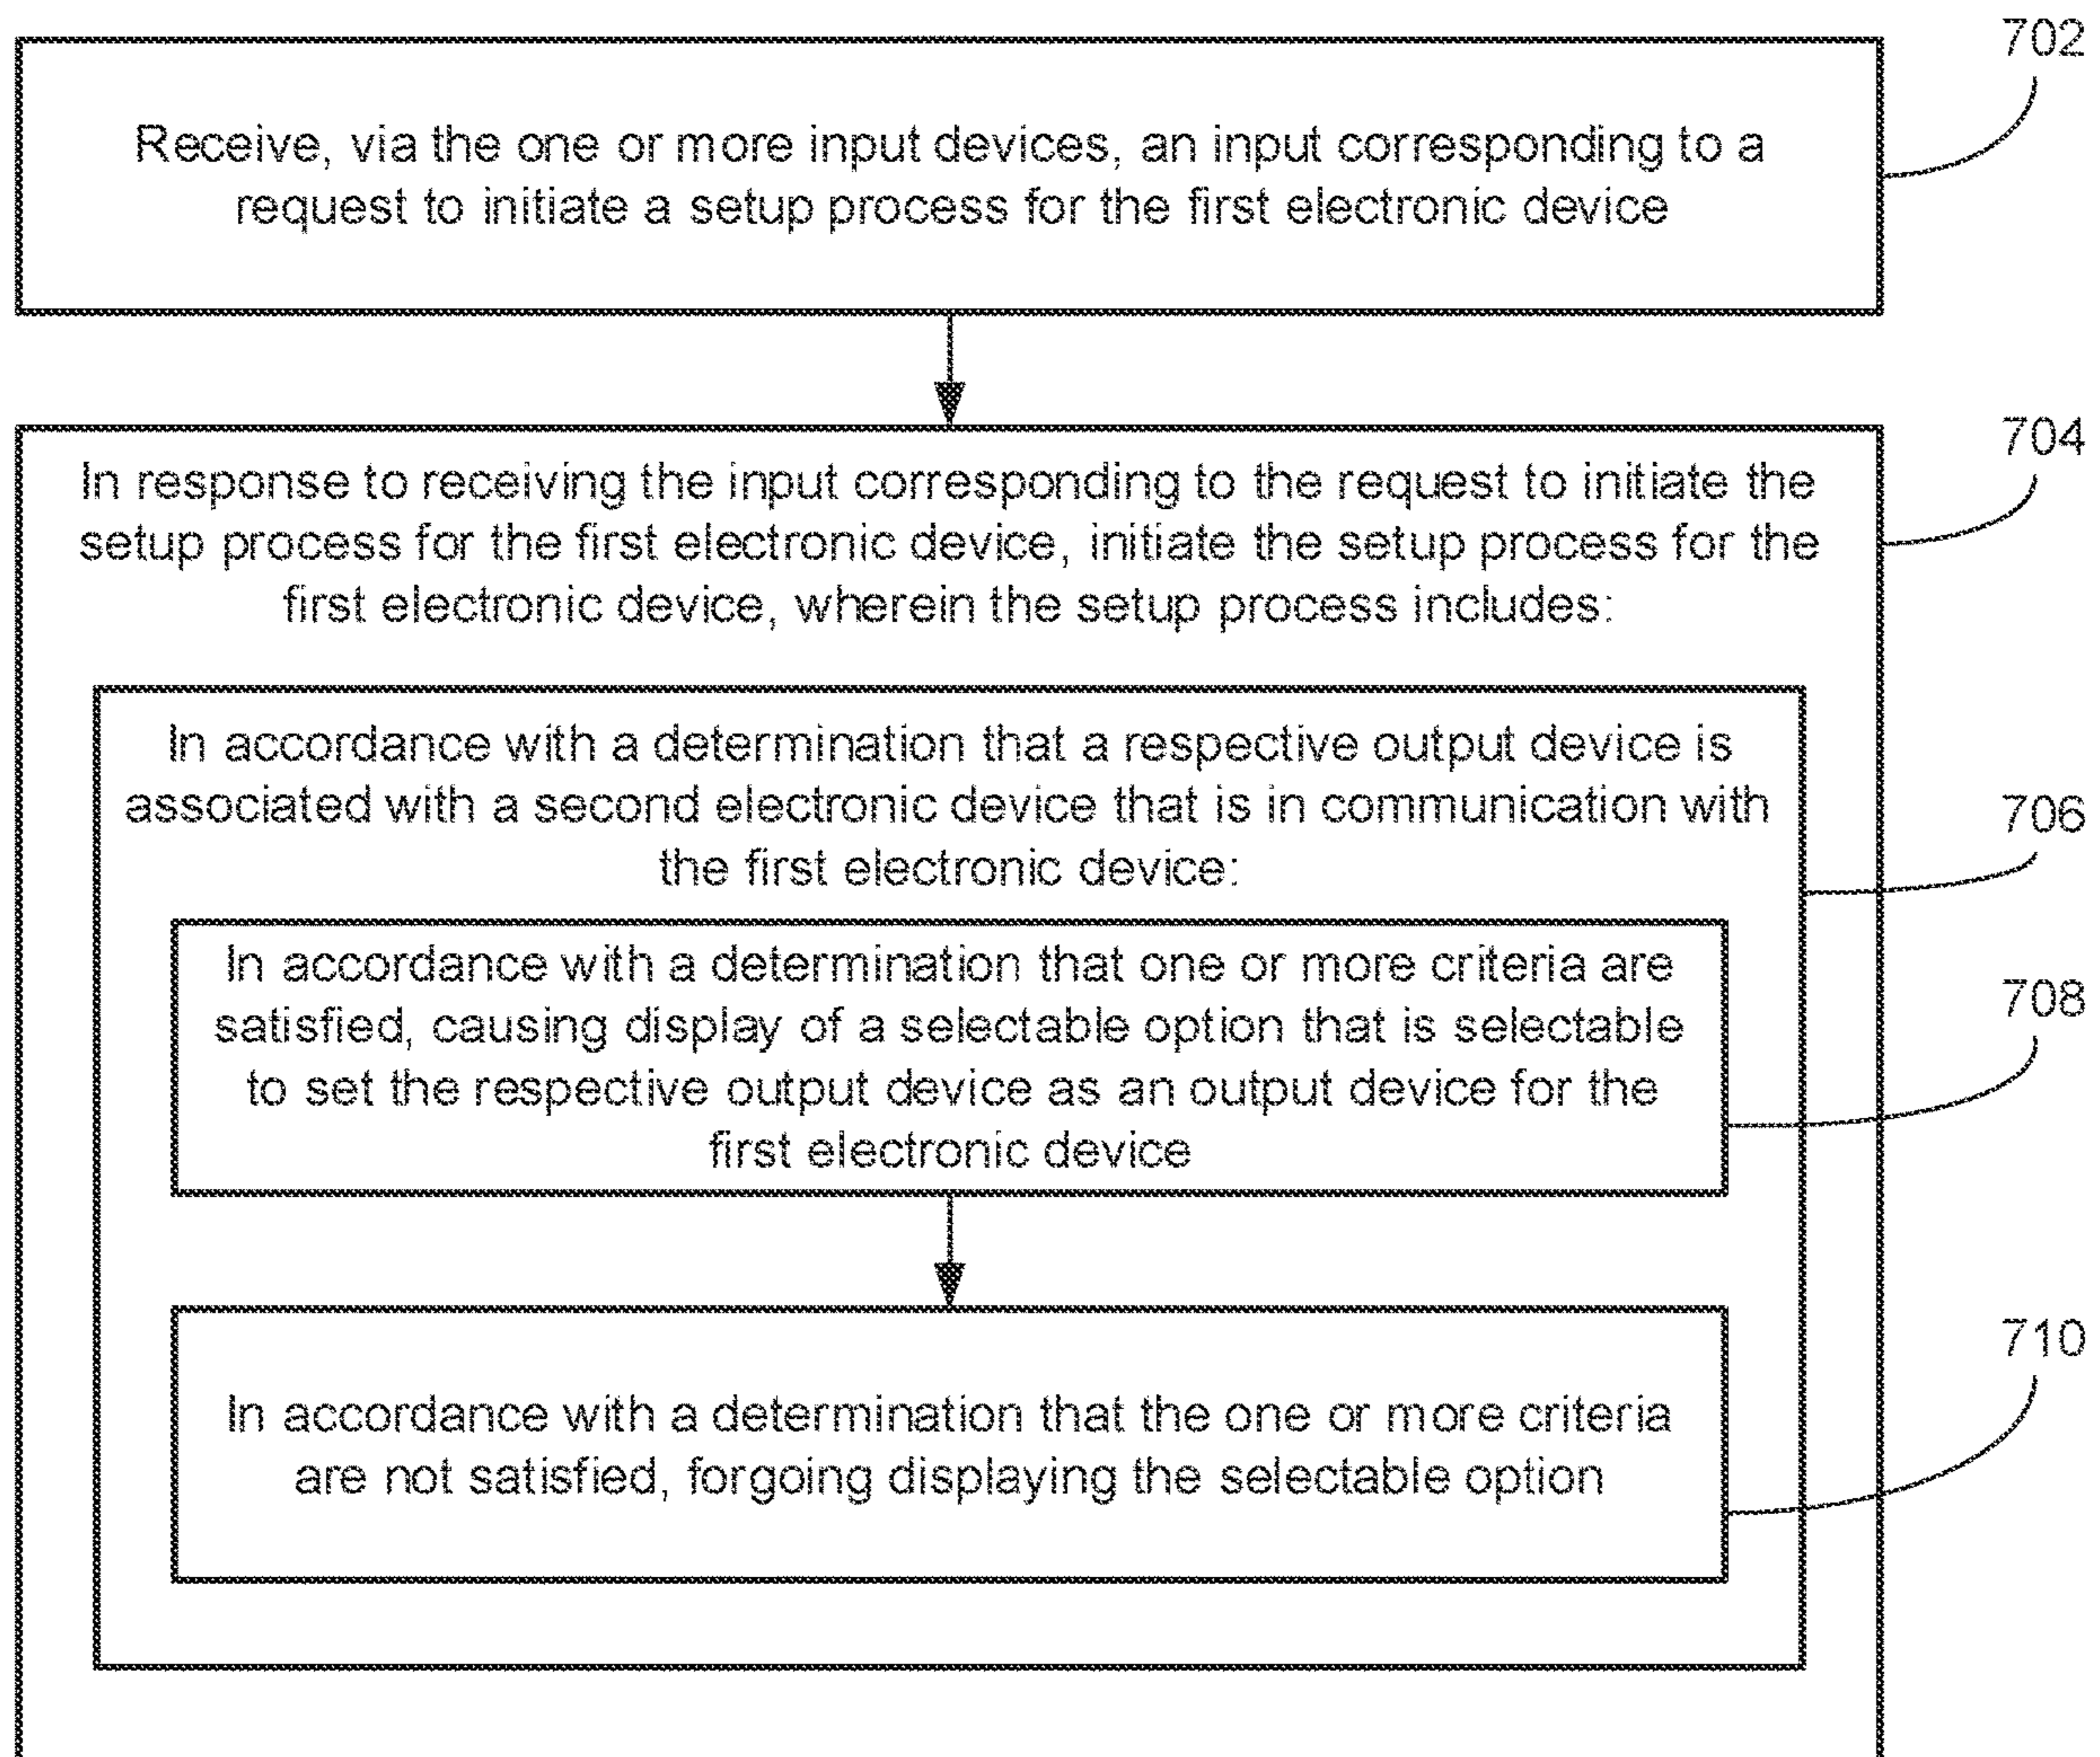 702
Receive, via the one or more input devices, an input corresponding to a
request to initiate a setup process for the first electronic device
704
In response to receiving the input corresponding to the request to initiate the
setup process for the first electronic device, initiate the setup process for the
first electronic device, wherein the setup process includes:
706
In accordance with a determination that a respective output device is
associated with a second electronic device that is in communication with
the first electronic device:
708
In accordance with a determination that one or more criteria are
satisfied, causing display of a selectable option that is selectable
to set the respective output device as an output device for the
first electronic device
710
In accordance with a determination that the one or more criteria
are not satisfied, forgoing displaying the selectable option